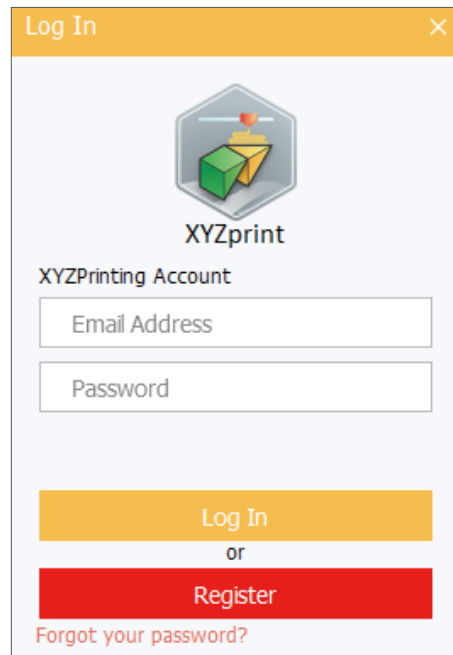 Log In ×
XYZprint
XYZPrinting Account
Email Address
Password
Log In
or
Register
Forgot your password?